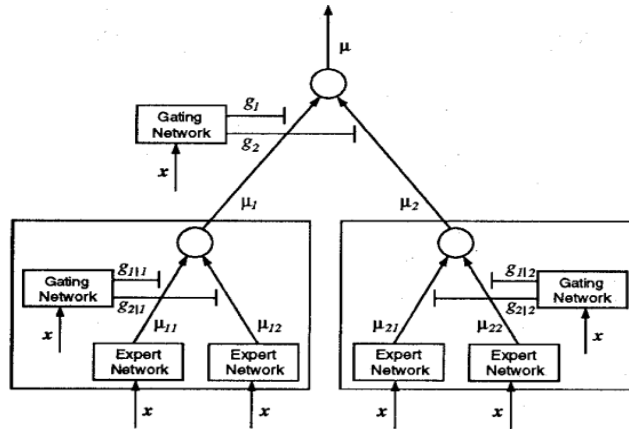 μ
g1
Gating
Network
g2
x
μ1
μ2
g1|1
Gating
Network
g2|1
x
μ11
μ12
g1|2
Gating
Network
g2|2
x
μ21
μ22
Expert
Network
Expert
Network
Expert
Network
Expert
Network
x
x
x
x